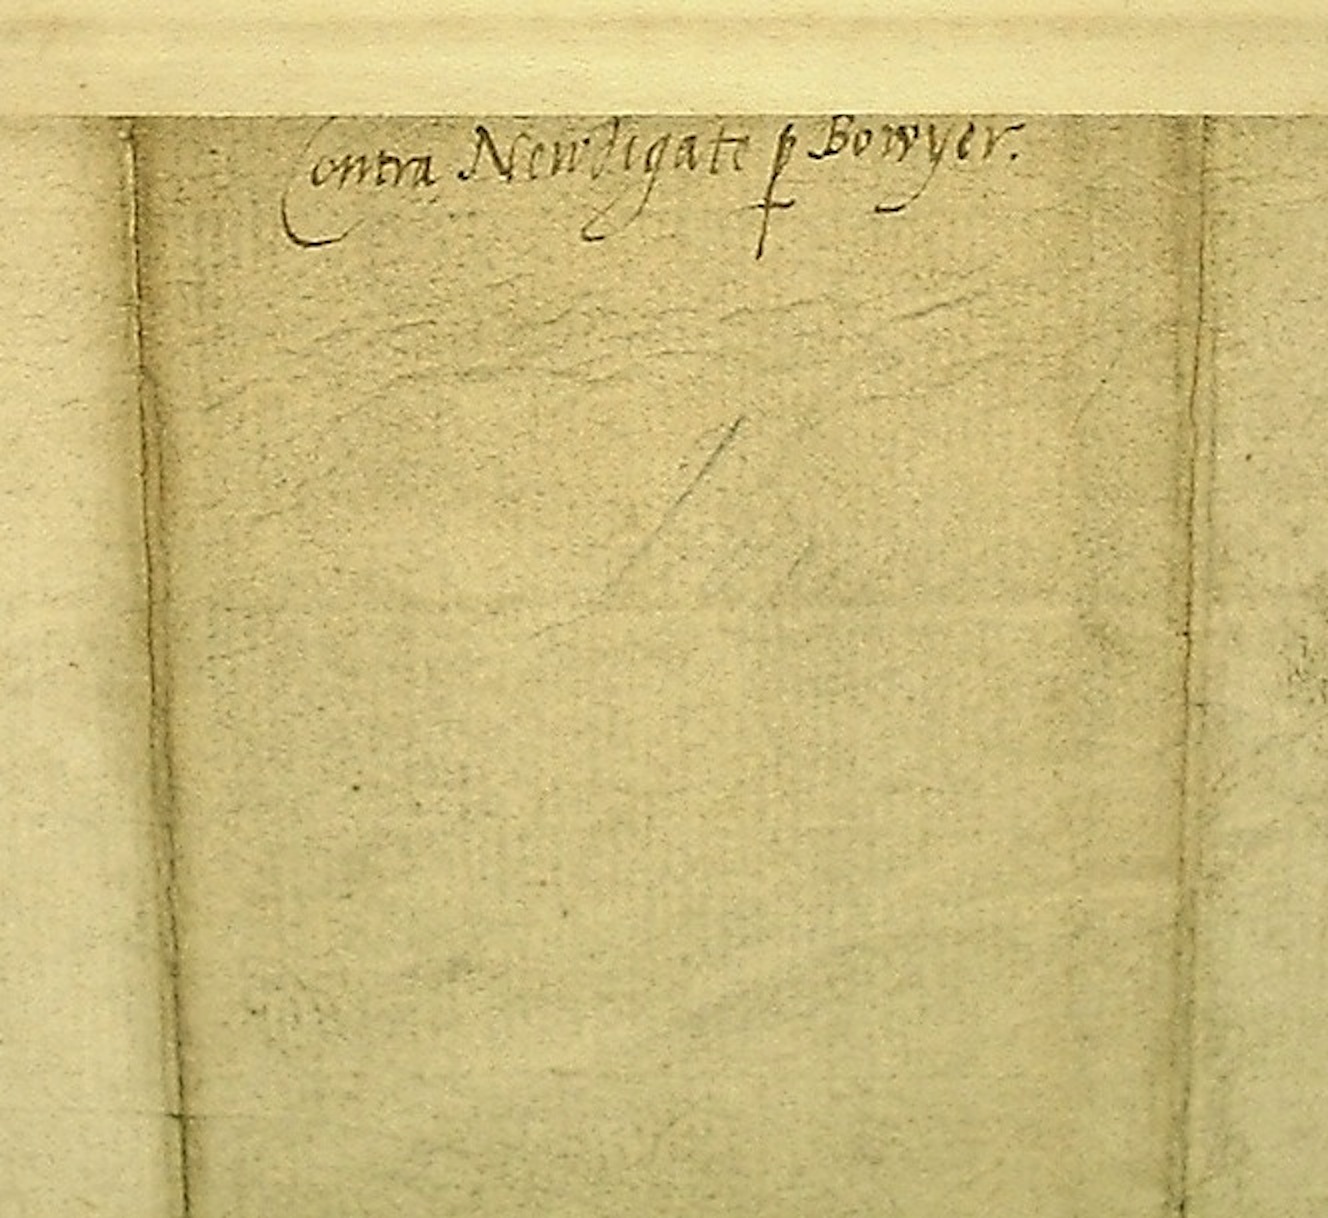 Contra Newdigate ꝑ Bowyer.